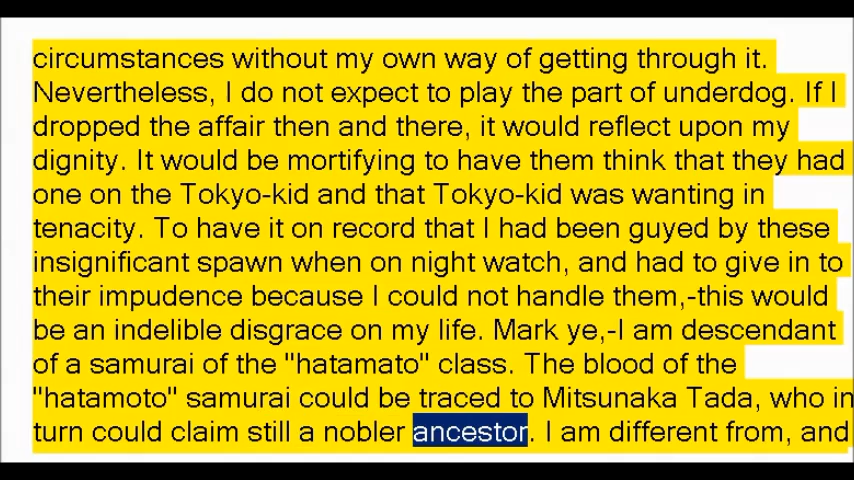 circumstances without my own way of getting through it.
Nevertheless, I do not expect to play the part of underdog. If I
dropped the affair then and there, it would reflect upon my
dignity. It would be mortifying to have them think that they had
one on the Tokyo-kid and that Tokyo-kid was wanting in
tenacity. To have it on record that I had been guyed by these
insignificant spawn when on night watch, and had to give in to
their impudence because I could not handle them,-this would
be an indelible disgrace on my life. Mark ye,-I am descendant
of a samurai of the "hatamato" class. The blood of the
"hatamoto" samurai could be traced to Mitsunaka Tada, who in
turn could claim still a nobler ancestor. I am different from, and